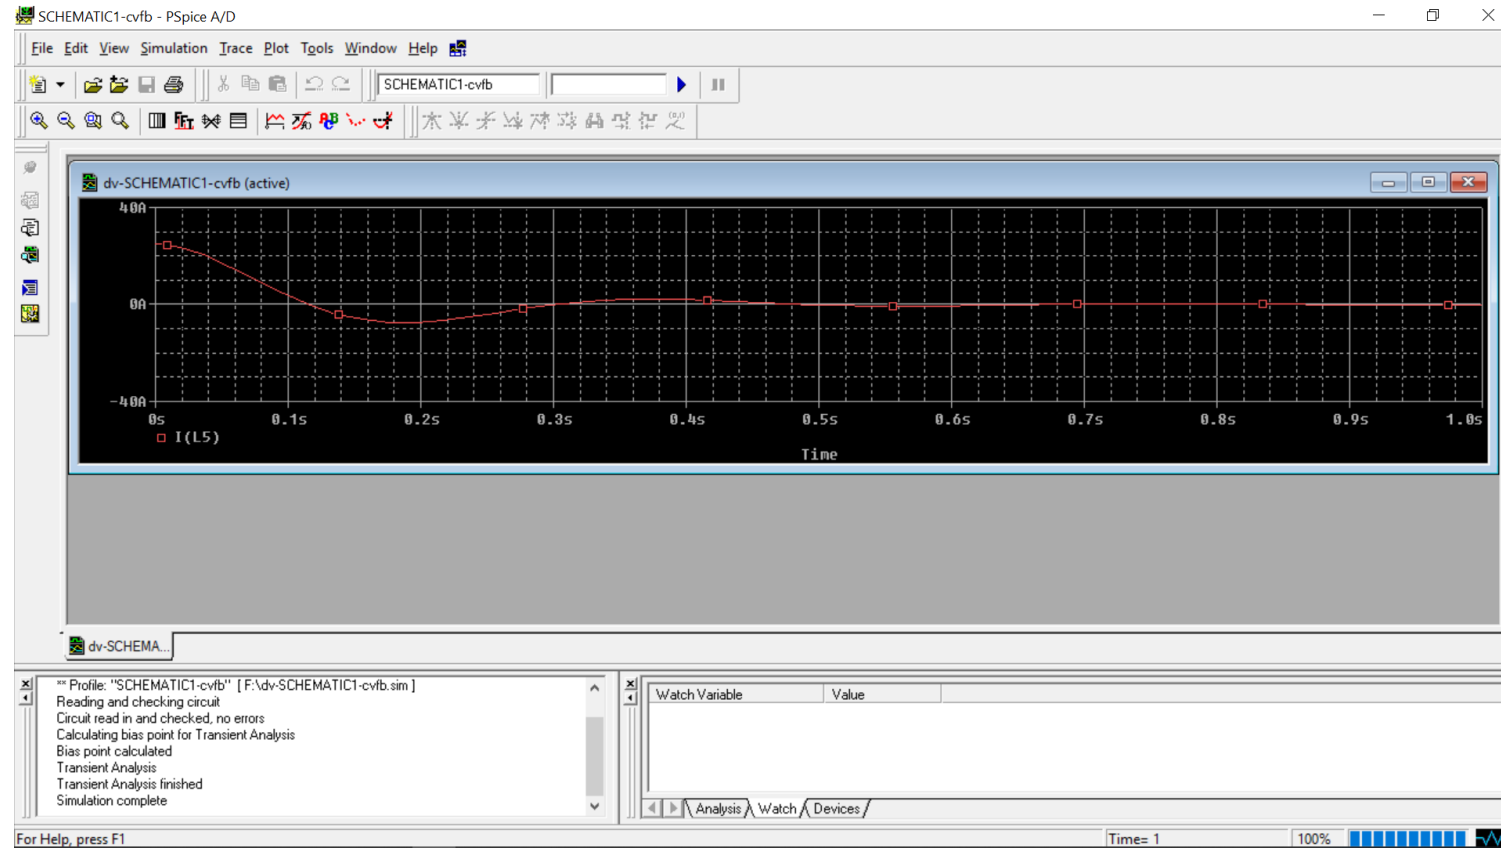 SCHEMATIC1-cvfb - PSpice A/D
File Edit View Simulation Trace Plot Tools Window Help
SCHEMATIC1-cvfb
dv-SCHEMATIC1-cvfb (active)
40A
0A
-40A
0s 0.1s 0.2s 0.3s 0.4s 0.5s 0.6s 0.7s 0.8s 0.9s 1.0s
I(L5)
Time
dv-SCHEMA...
** Profile: "SCHEMATIC1-cvfb" [ F:\dv-SCHEMATIC1-cvfb.sim ]
Reading and checking circuit
Circuit read in and checked, no errors
Calculating bias point for Transient Analysis
Bias point calculated
Transient Analysis
Transient Analysis finished
Simulation complete
Watch Variable Value
Analysis Watch Devices
For Help, press F1
Time= 1 100%